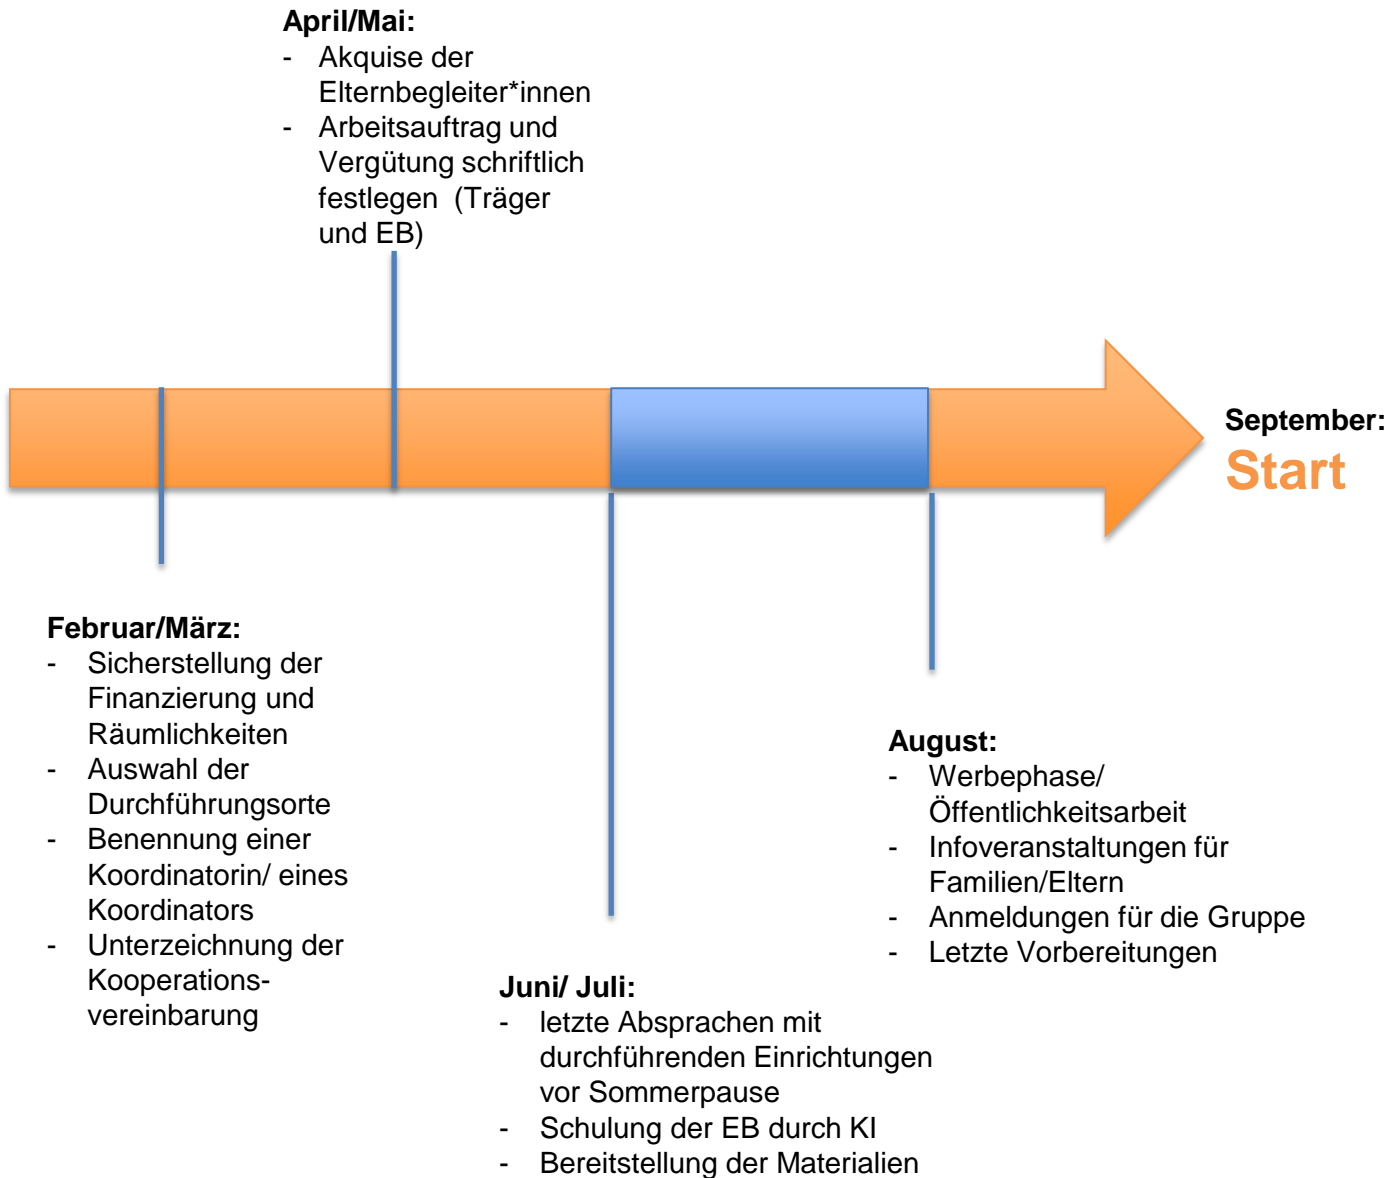 April/Mai:
- Akquise der
Elternbegleiter*innen
- Arbeitsauftrag und
Vergütung schriftlich
festlegen (Träger
und EB)
September:
Start
Februar/März:
- Sicherstellung der
Finanzierung und
Räumlichkeiten
- Auswahl der
Durchführungsorte
- Benennung einer
Koordinatorin/ eines
Koordinators
- Unterzeichnung der
Kooperations-
vereinbarung
Juni/ Juli:
- letzte Absprachen mit
durchführenden Einrichtungen
vor Sommerpause
- Schulung der EB durch KI
- Bereitstellung der Materialien
August:
- Werbephase/
Öffentlichkeitsarbeit
- Infoveranstaltungen für
Familien/Eltern
- Anmeldungen für die Gruppe
- Letzte Vorbereitungen